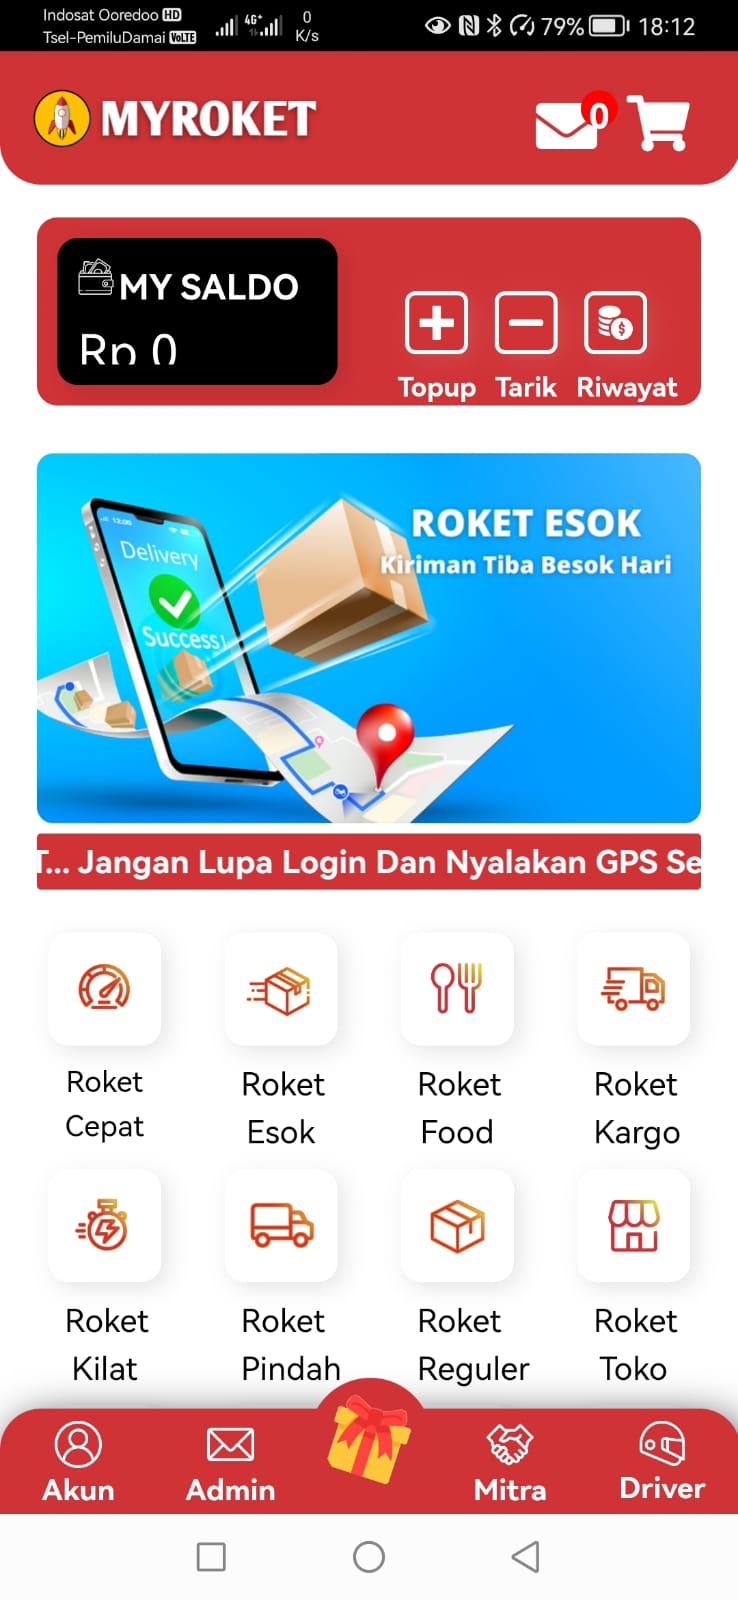 Indosat Ooredoo HD
Tsel-PemiluDamai VoLTE
4G+
0
K/s
79%
18:12
MYROKET
0
MY SALDO
Rp 0
Topup
Tarik
Riwayat
12:00
Delivery
Success!
ROKET ESOK
Kiriman Tiba Besok Hari
T... Jangan Lupa Login Dan Nyalakan GPS Se
Roket
Cepat
Roket
Esok
Roket
Food
Roket
Kargo
Roket
Kilat
Roket
Pindah
Roket
Reguler
Roket
Toko
Akun
Admin
Mitra
Driver